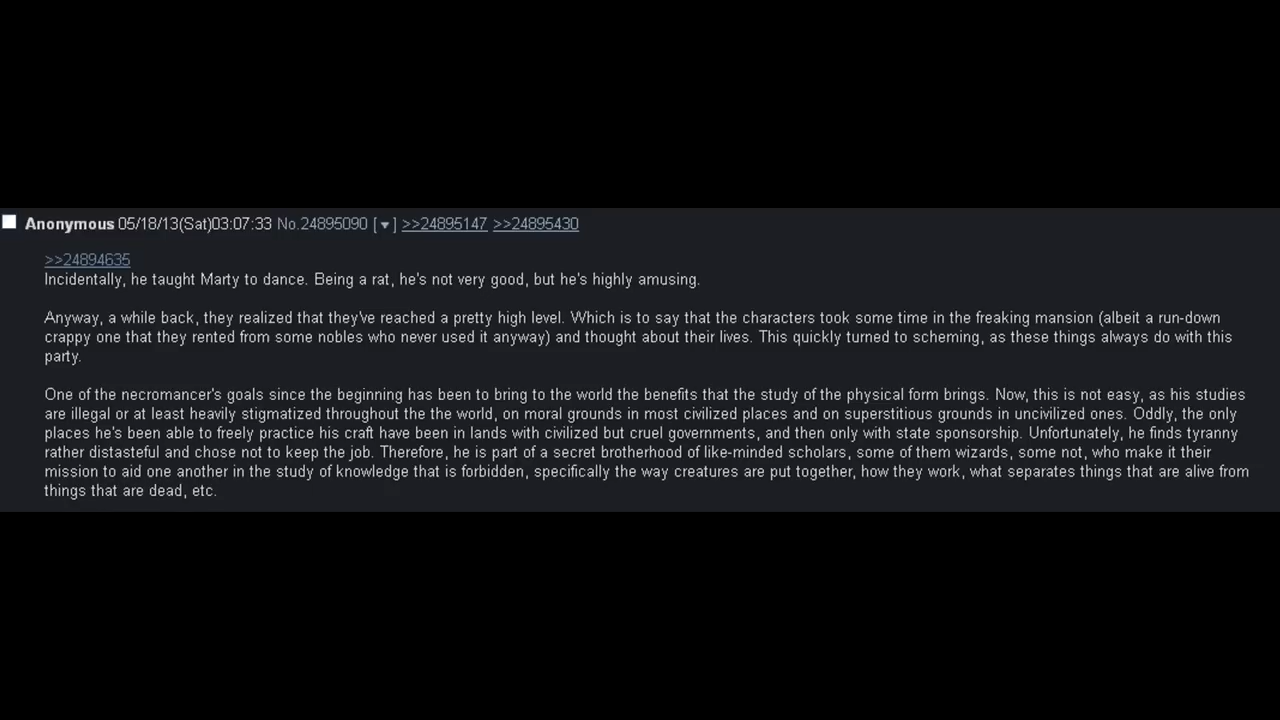 Anonymous 05/18/13(Sat)03:07:33 No.24895090 [▼] >>24895147 >>24895430
>>24894635
Incidentally, he taught Marty to dance. Being a rat, he's not very good, but he's highly amusing.
Anyway, a while back, they realized that they've reached a pretty high level. Which is to say that the characters took some time in the freaking mansion (albeit a run-down
crappy one that they rented from some nobles who never used it anyway) and thought about their lives. This quickly turned to scheming, as these things always do with this
party.
One of the necromancer's goals since the beginning has been to bring to the world the benefits that the study of the physical form brings. Now, this is not easy, as his studies
are illegal or at least heavily stigmatized throughout the the world, on moral grounds in most civilized places and on superstitious grounds in uncivilized ones. Oddly, the only
places he's been able to freely practice his craft have been in lands with civilized but cruel governments, and then only with state sponsorship. Unfortunately, he finds tyranny
rather distasteful and chose not to keep the job. Therefore, he is part of a secret brotherhood of like-minded scholars, some of them wizards, some not, who make it their
mission to aid one another in the study of knowledge that is forbidden, specifically the way creatures are put together, how they work, what separates things that are alive from
things that are dead, etc.